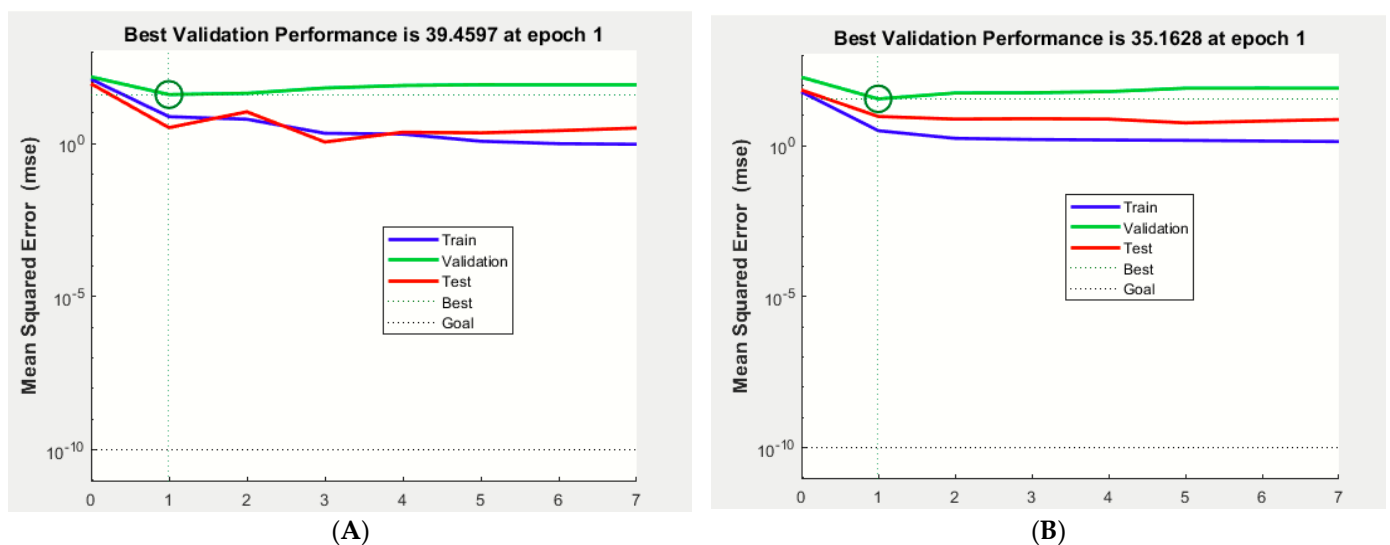 Best Validation Performance is 39.4597 at epoch 1
Mean Squared Error (mse)
10^0
10^-5
10^-10
Train
Validation
Test
Best
Goal
0 1 2 3 4 5 6 7
(A)
Best Validation Performance is 35.1628 at epoch 1
Mean Squared Error (mse)
10^0
10^-5
10^-10
Train
Validation
Test
Best
Goal
0 1 2 3 4 5 6 7
(B)